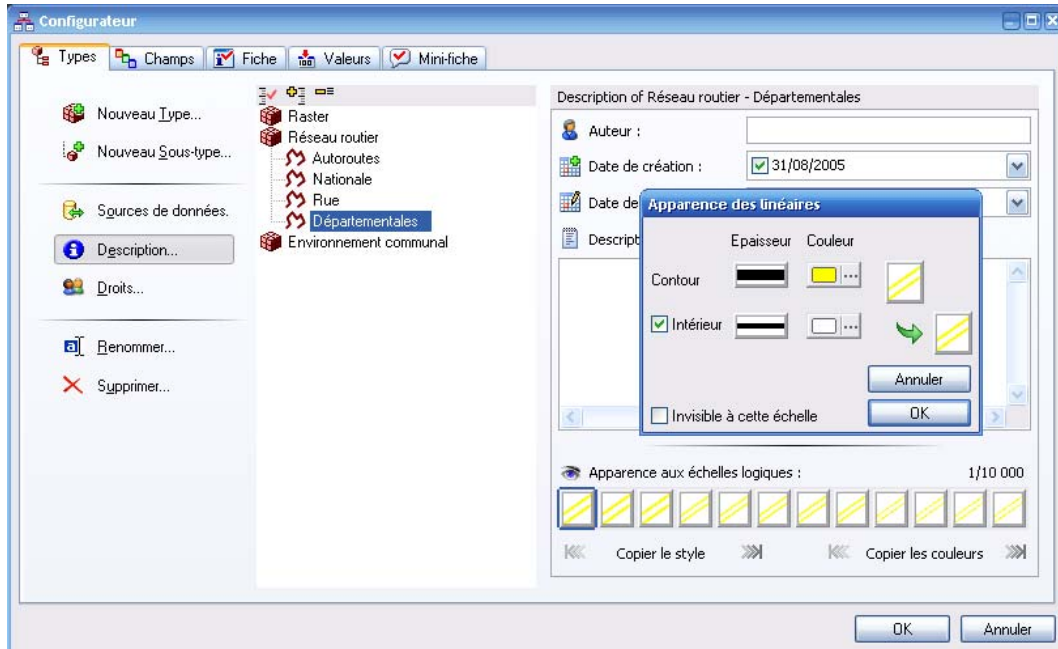 Configurateur
Types
Champs
Fiche
Valeurs
Mini-fiche
Nouveau Type...
Nouveau Sous-type...
Sources de données.
Description...
Droits...
Renommer...
Supprimer...
Raster
Réseau routier
Autoroutes
Nationale
Rue
Départementales
Environnement communal
Description of Réseau routier - Départementales
Auteur :
Date de création :
31/08/2005
Date de
Descript
Apparence des linéaires
Epaisseur Couleur
Contour
Intérieur
Annuler
Invisible à cette échelle
OK
Apparence aux échelles logiques :
1/10 000
Copier le style
Copier les couleurs
OK
Annuler